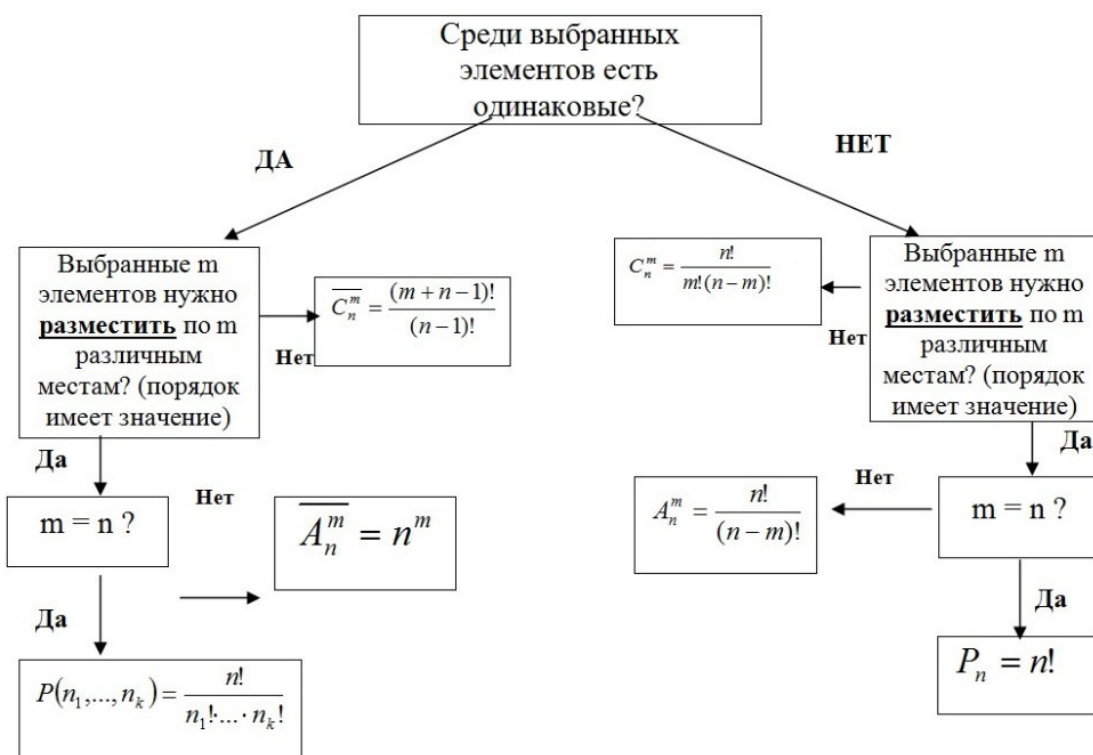 Среди выбранных
элементов есть
одинаковые?
ДА
НЕТ
Выбранные m
элементов нужно
разместить по m
различным
местам? (порядок
имеет значение)
Нет
\overline{C_n^m} = \frac{(m+n-1)!}{(n-1)!}
C_n^m = \frac{n!}{m!(n-m)!}
Нет
Выбранные m
элементов нужно
разместить по m
различным
местам? (порядок
имеет значение)
Да
Да
m = n ?
Нет
\overline{A_n^m} = n^m
A_n^m = \frac{n!}{(n-m)!}
Нет
m = n ?
Да
Да
P(n_1,...,n_k) = \frac{n!}{n_1!·...·n_k!}
P_n = n!